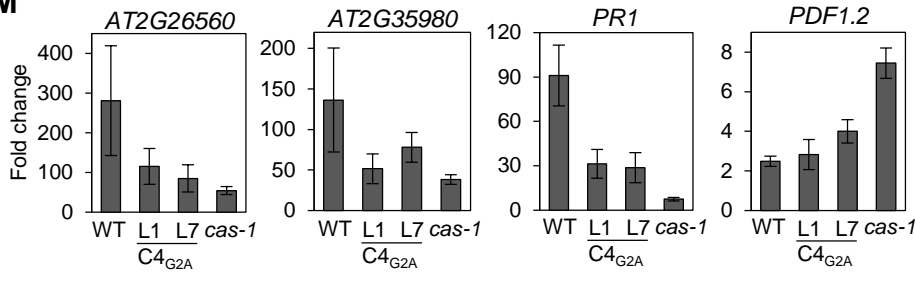 M
AT2G26560 AT2G35980 PR1 PDF1.2
Fold change
400 300 200 100 0
200 150 100 50 0
120 90 60 30 0
8 6 4 2 0
WT L1 L7 cas-1 WT L1 L7 cas-1 WT L1 L7 cas-1 WT L1 L7 cas-1
C4G2A C4G2A C4G2A C4G2A